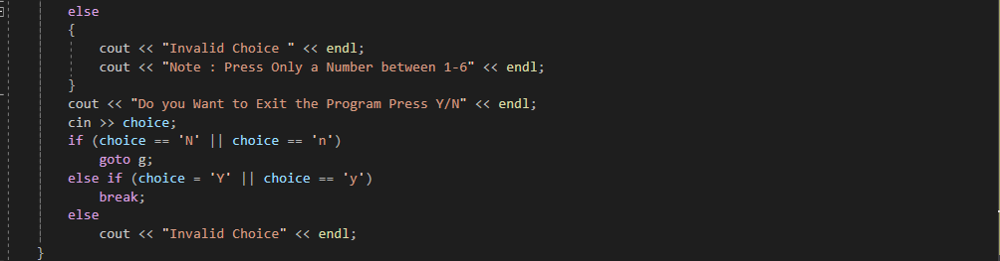 else
{
cout << "Invalid Choice " << endl;
cout << "Note : Press Only a Number between 1-6" << endl;
}
cout << "Do you Want to Exit the Program Press Y/N" << endl;
cin >> choice;
if (choice == 'N' || choice == 'n')
goto g;
else if (choice = 'Y' || choice == 'y')
break;
else
cout << "Invalid Choice" << endl;
}